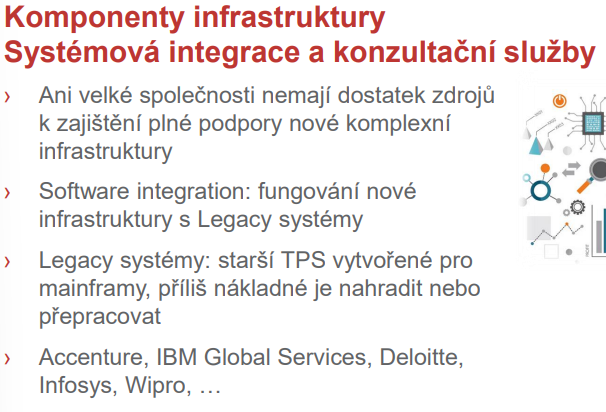 Komponenty infrastruktury
Systémová integrace a konzultační služby
› Ani velké společnosti nemají dostatek zdrojů
k zajištění plné podpory nové komplexní
infrastruktury
› Software integration: fungování nové
infrastruktury s Legacy systémy
› Legacy systémy: starší TPS vytvořené pro
mainframy, příliš nákladné je nahradit nebo
přepracovat
› Accenture, IBM Global Services, Deloitte,
Infosys, Wipro, …